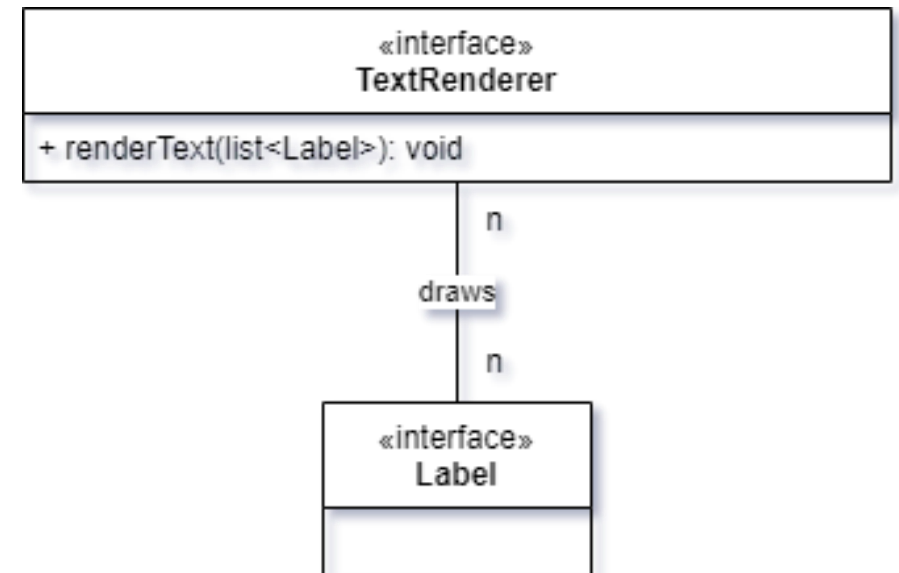 «interface»
TextRenderer
+ renderText(list<Label>): void
n
draws
n
«interface»
Label